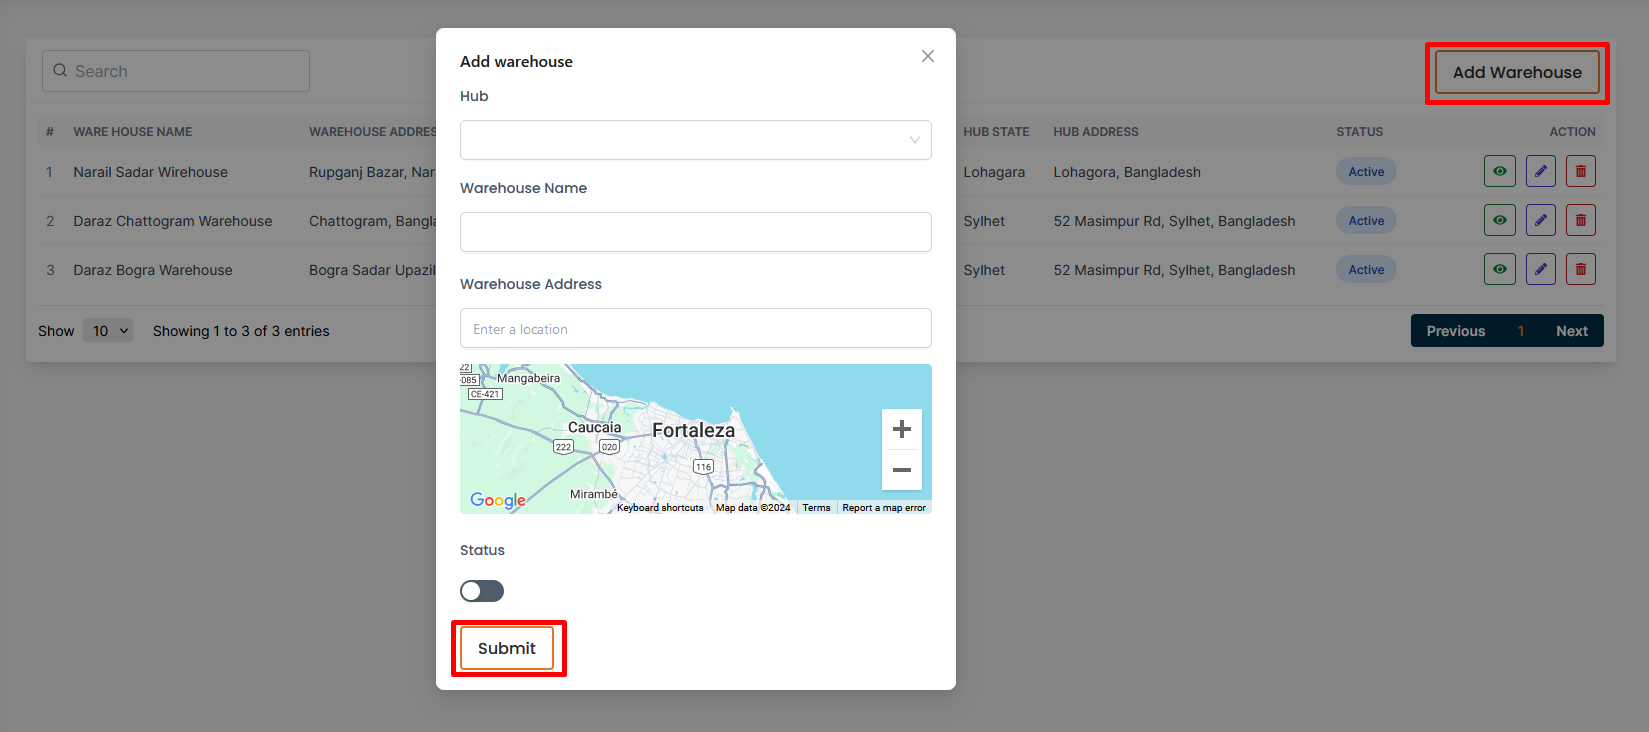 Search
Add Warehouse
# WARE HOUSE NAME WAREHOUSE ADDRES HUB STATE HUB ADDRESS STATUS ACTION
1 Narail Sadar Wirehouse Rupganj Bazar, Nar Lohagara Lohagora, Bangladesh Active
2 Daraz Chattogram Warehouse Chattogram, Bangla Sylhet 52 Masimpur Rd, Sylhet, Bangladesh Active
3 Daraz Bogra Warehouse Bogra Sadar Upazil Sylhet 52 Masimpur Rd, Sylhet, Bangladesh Active
Show 10 Showing 1 to 3 of 3 entries Previous 1 Next
Add warehouse
Hub
Warehouse Name
Warehouse Address
Enter a location
22
-085
Mangabeira
CE-421
Caucaia
Fortaleza
222
020
116
Mirambé
Google
Keyboard shortcuts Map data ©2024 Terms Report a map error
Status
Submit